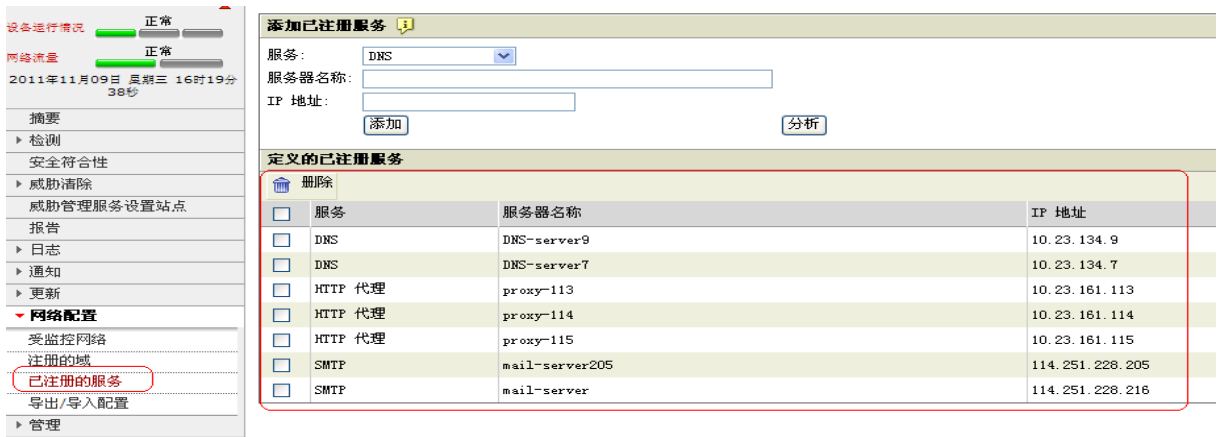 设备运行情况
正常
网络流量
正常
2011年11月09日 星期三 16时19分
38秒
摘要
检测
安全符合性
威胁清除
威胁管理服务设置站点
报告
日志
通知
更新
网络配置
受监控网络
注册的域
已注册的服务
导出/导入配置
管理
添加已注册服务
服务: DNS
服务器名称:
IP 地址:
添加 分析
定义的已注册服务
删除
服务 服务器名称 IP 地址
DNS DNS-server9 10.23.134.9
DNS DNS-server7 10.23.134.7
HTTP 代理 proxy-113 10.23.161.113
HTTP 代理 proxy-114 10.23.161.114
HTTP 代理 proxy-115 10.23.161.115
SMTP mail-server205 114.251.228.205
SMTP mail-server 114.251.228.216